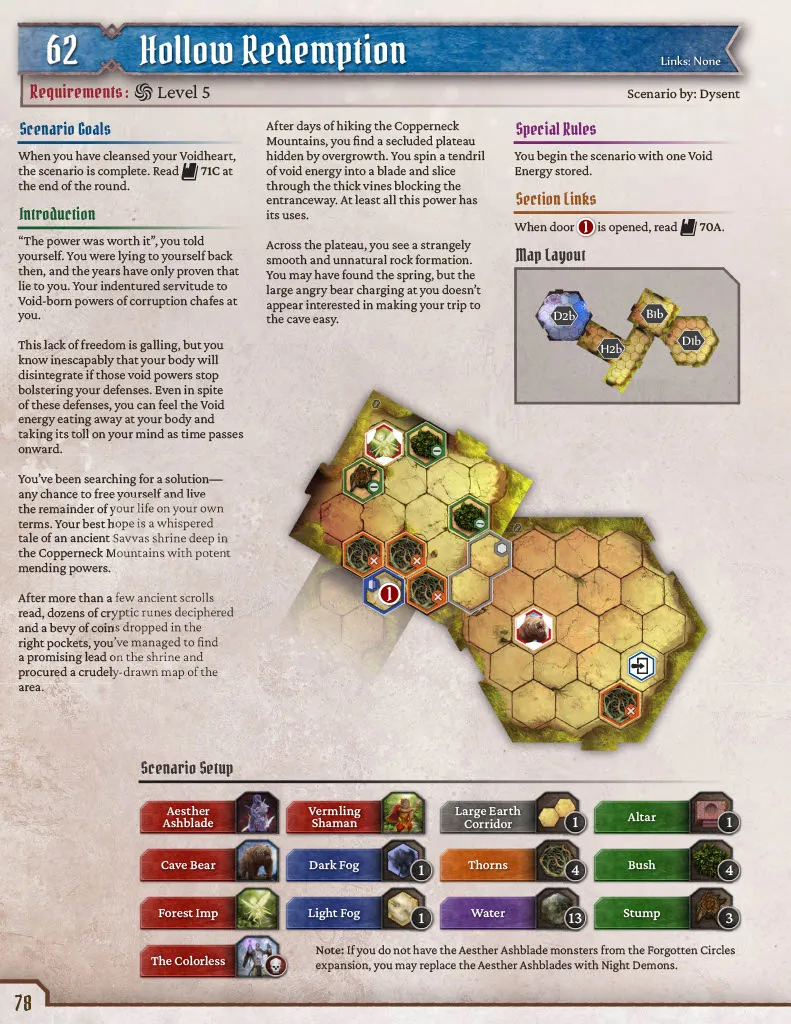 62 Hollow Redemption
Links: None
Requirements: Level 5
Scenario by: Dysent
Scenario Goals
When you have cleansed your Voidheart,
the scenario is complete. Read 71C at
the end of the round.
Introduction
“The power was worth it”, you told
yourself. You were lying to yourself back
then, and the years have only proven that
lie to you. Your indentured servitude to
Void-born powers of corruption chafes at
you.
This lack of freedom is galling, but you
know inescapably that your body will
disintegrate if those void powers stop
bolstering your defenses. Even in spite
of these defenses, you can feel the Void
energy eating away at your body and
taking its toll on your mind as time passes
onward.
You’ve been searching for a solution—
any chance to free yourself and live
the remainder of your life on your own
terms. Your best hope is a whispered
tale of an ancient Savvas shrine deep in
the Copperneck Mountains with potent
mending powers.
After more than a few ancient scrolls
read, dozens of cryptic runes deciphered
and a bevy of coins dropped in the
right pockets, you’ve managed to find
a promising lead on the shrine and
procured a crudely-drawn map of the
area.
After days of hiking the Copperneck
Mountains, you find a secluded plateau
hidden by overgrowth. You spin a tendril
of void energy into a blade and slice
through the thick vines blocking the
entranceway. At least all this power has
its uses.
Across the plateau, you see a strangely
smooth and unnatural rock formation.
You may have found the spring, but the
large angry bear charging at you doesn’t
appear interested in making your trip to
the cave easy.
Special Rules
You begin the scenario with one Void
Energy stored.
Section Links
When door 1 is opened, read 70A.
Map Layout
D2b
H2b
B1b
D1b
1
Scenario Setup
Aesther
Ashblade
Vermling
Shaman
Large Earth
Corridor
1
Altar
1
Cave Bear
Dark Fog
1
Thorns
4
Bush
4
Forest Imp
Light Fog
1
Water
13
Stump
3
The Colorless
Note: If you do not have the Aesther Ashblade monsters from the Forgotten Circles
expansion, you may replace the Aesther Ashblades with Night Demons.
78